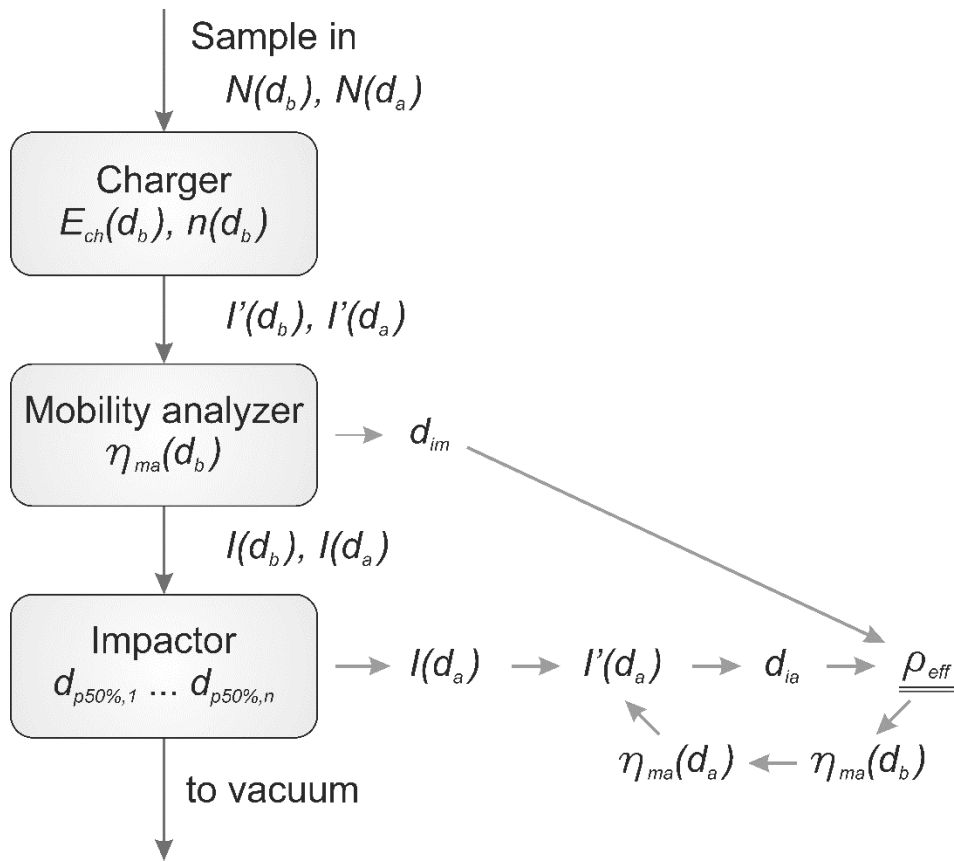 Sample in
N(d_b), N(d_a)
Charger
E_ch(d_b), n(d_b)
I'(d_b), I'(d_a)
Mobility analyzer
η_ma(d_b)
d_im
I(d_b), I(d_a)
Impactor
d_p50%,1 ... d_p50%,n
I(d_a)
I'(d_a)
d_ia
ρ_eff
η_ma(d_a)
η_ma(d_b)
to vacuum